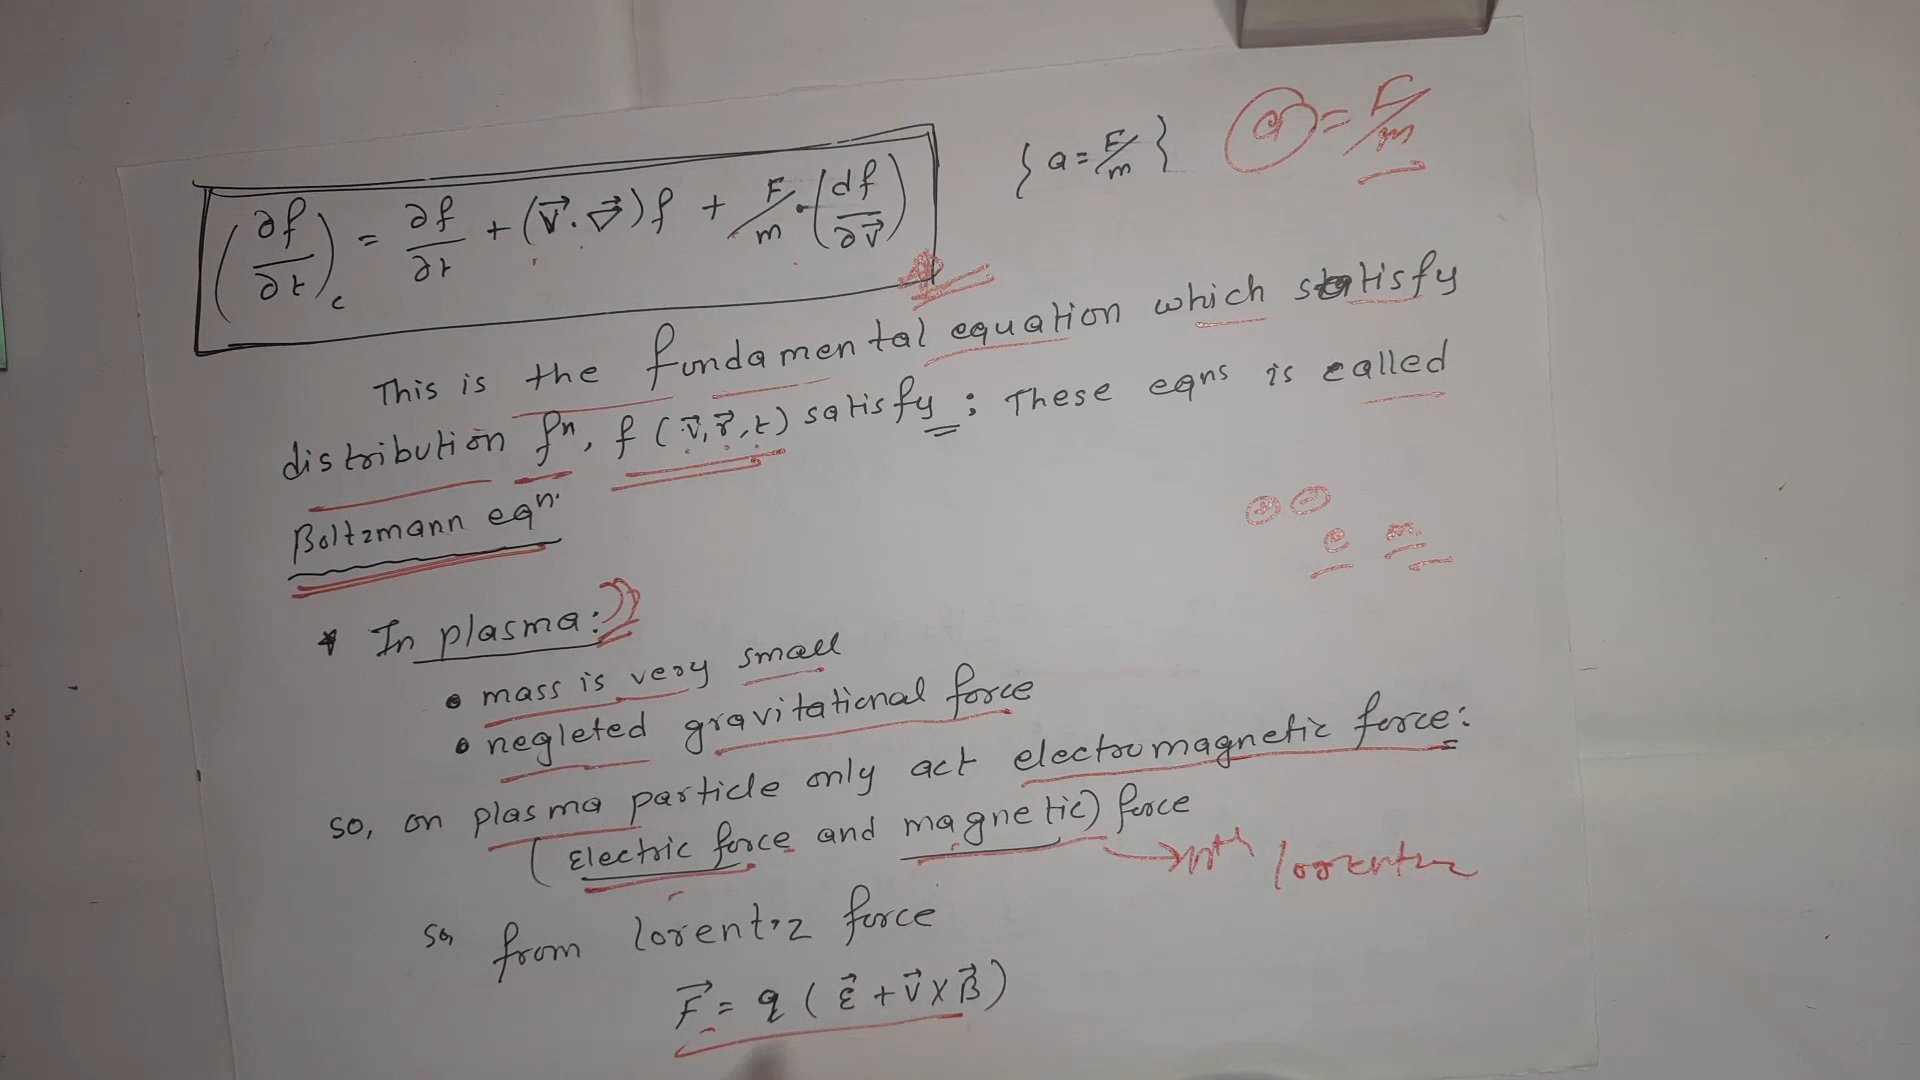 (∂f/∂t)c = ∂f/∂t + (v⃗.∇⃗)f + F/m·(df/∂v⃗) {a=F/m} a=F/m
This is the fundamental equation which satisfy
distribution fⁿ, f(v⃗,r⃗,t) satisfy; These eqns is called
Boltzmann eqⁿ.
⊕⊖
e
* In plasma:
• mass is very small
• negleted gravitational force
so, on plasma particle only act electromagnetic force:
(Electric force and magnetic) force
lorentz
so, from lorentz force
F⃗ = q(ε⃗+v⃗×B⃗)